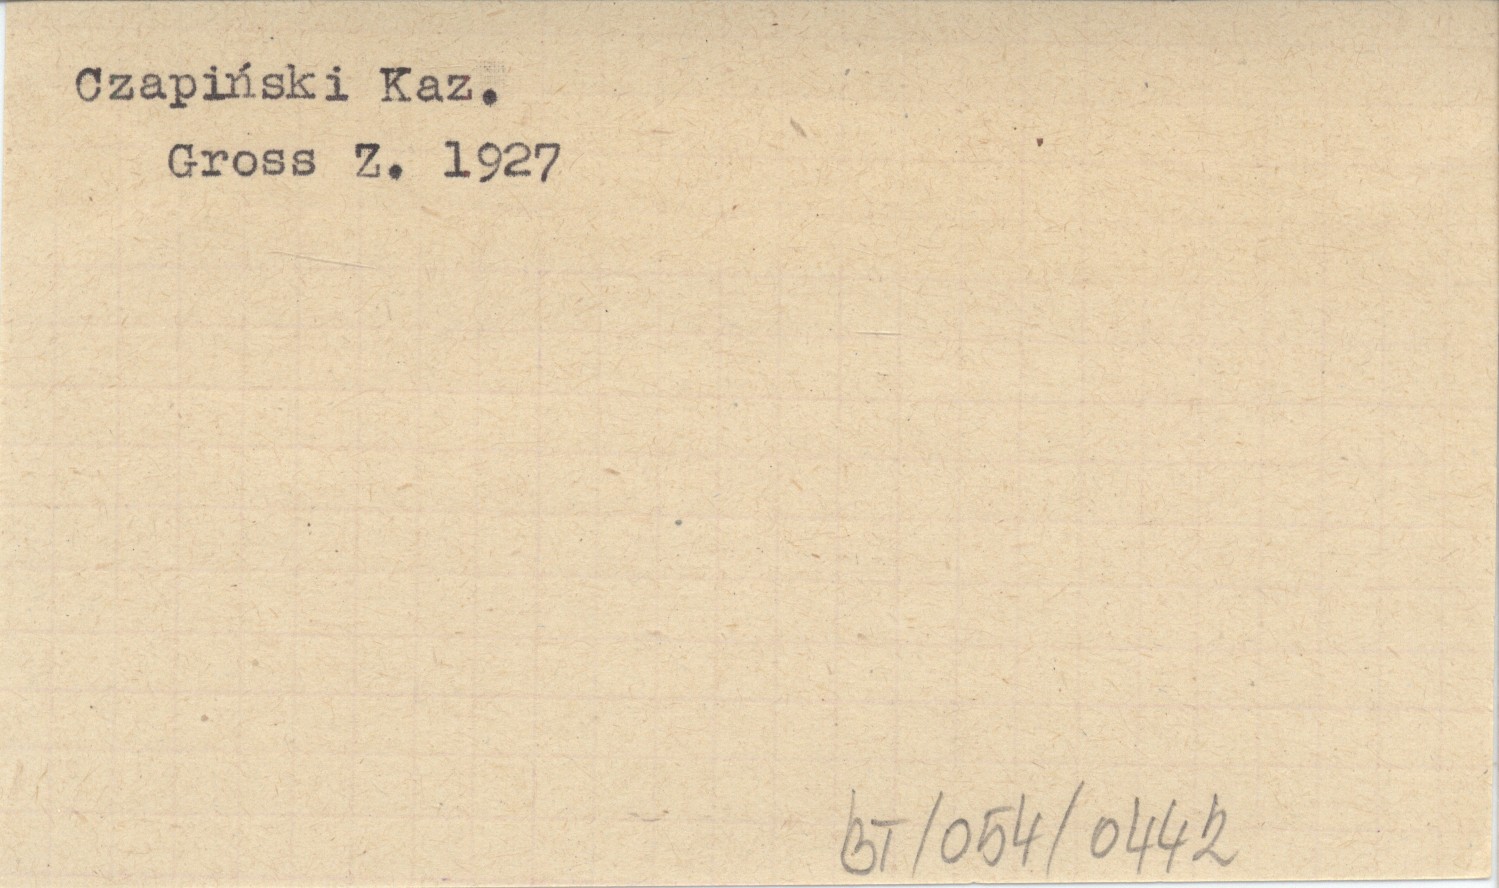 Czapiński Kaz.
Gross Z. 1927
BT/054/0442